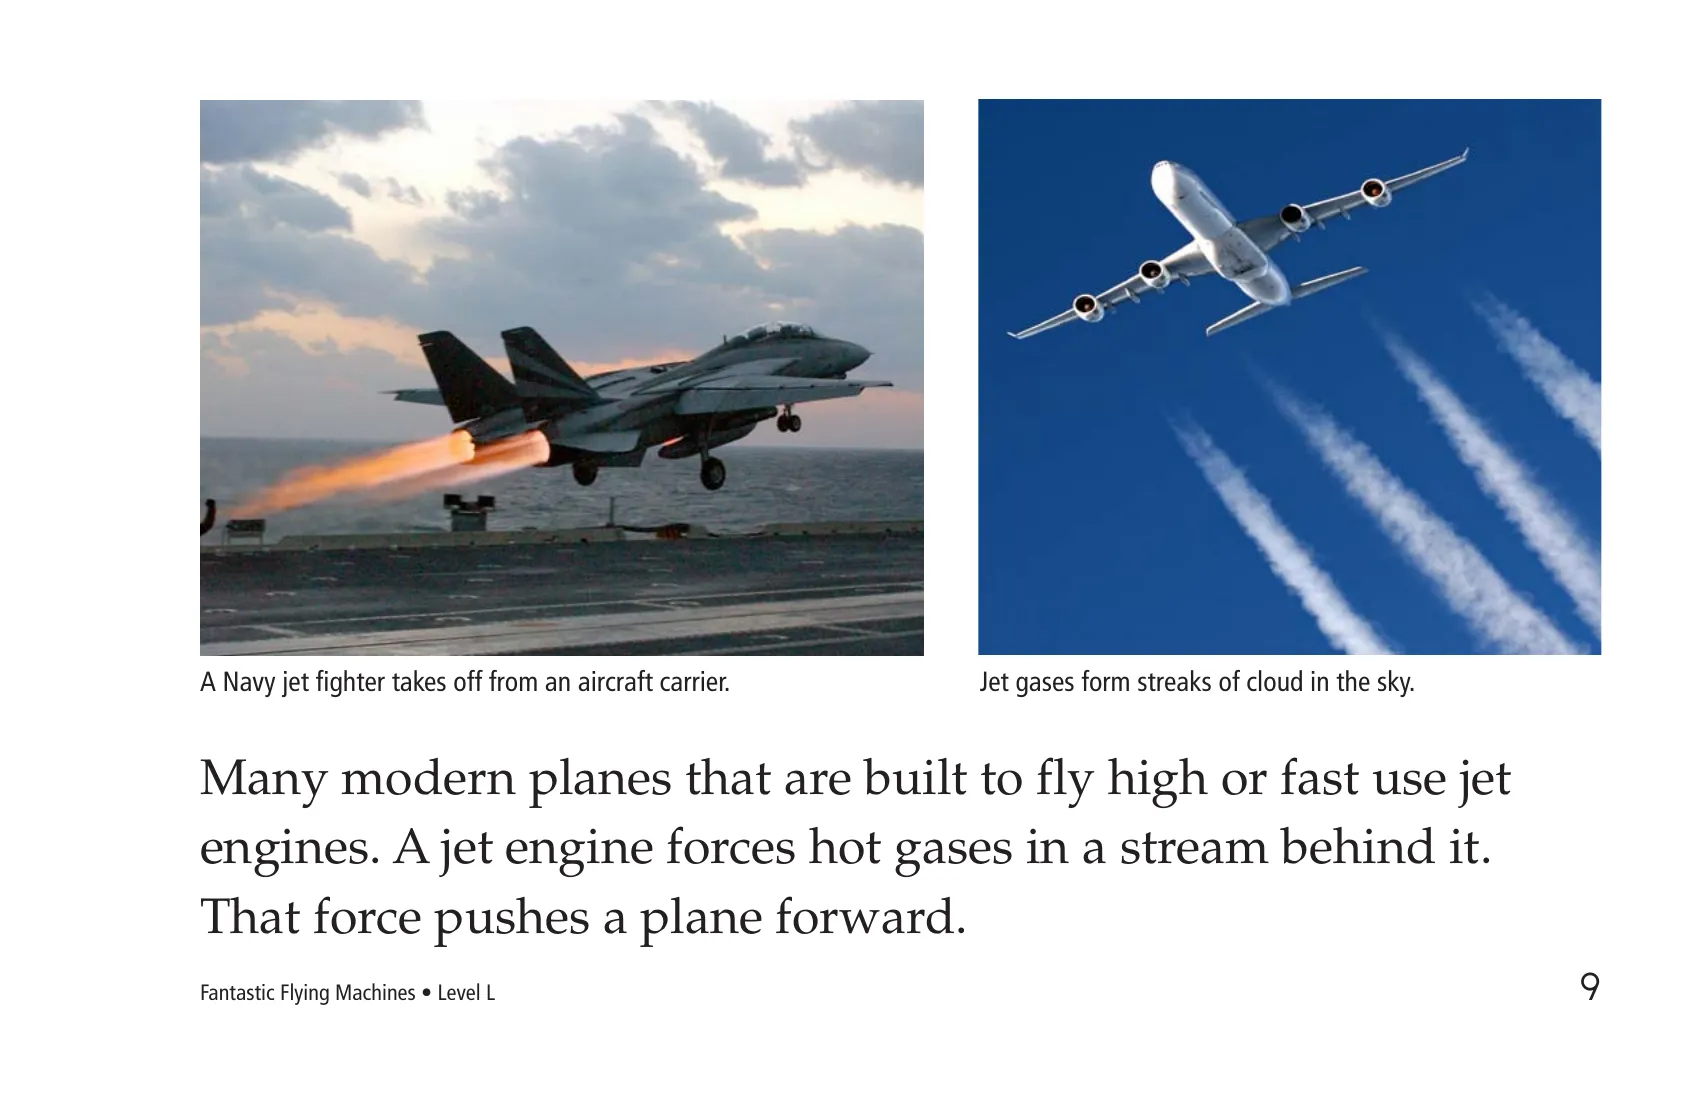 A Navy jet fighter takes off from an aircraft carrier.
Jet gases form streaks of cloud in the sky.
Many modern planes that are built to fly high or fast use jet
engines. A jet engine forces hot gases in a stream behind it.
That force pushes a plane forward.
Fantastic Flying Machines • Level L
9